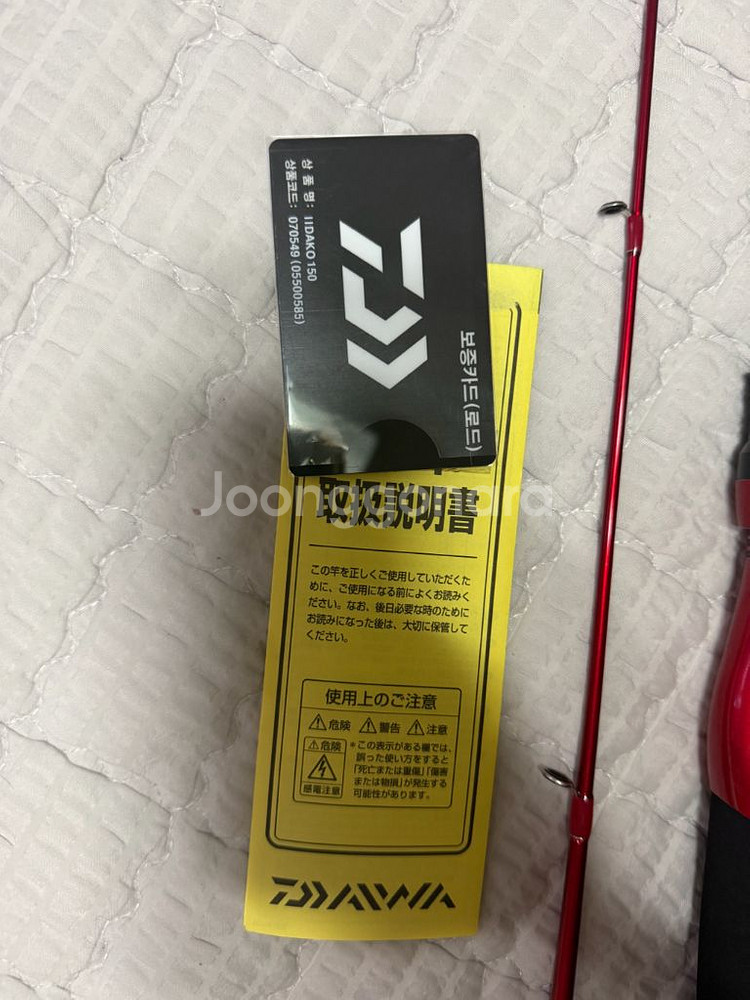 보증카드(로드)
상 품 명 : IIDAKO 150
상품코드 : 070549 (05500585)
Joonggonara
取扱説明書
この竿を正しくご使用していただくた
めに、ご使用になる前によくお読みく
ださい。なお、後日必要な時のために
お読みになった後は、大切に保管して
ください。
使用上のご注意
⚠危険 ⚠警告 ⚠注意
⚠危険
感電注意
*この表示がある欄では、
誤った使い方をすると
「死亡または重傷」「傷害
または物損」が発生する
可能性があります。
DAIWA